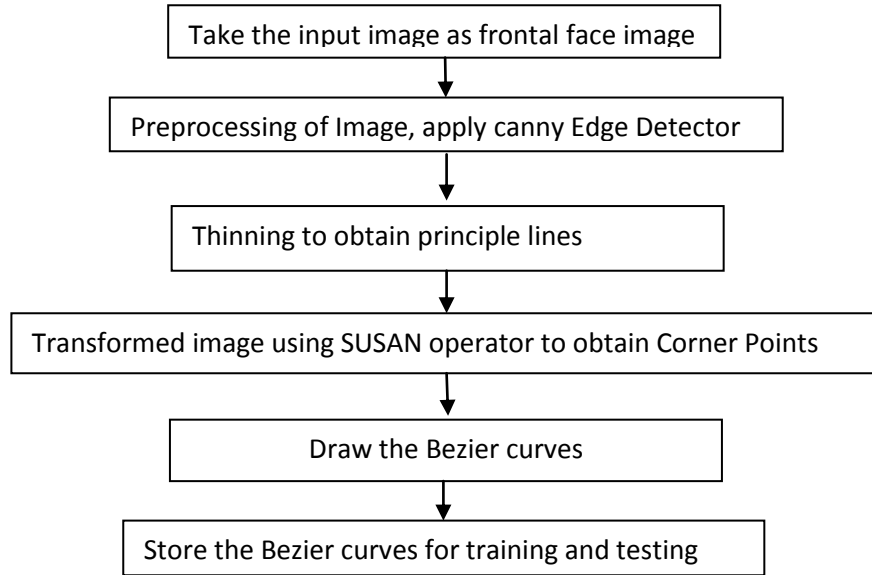 Take the input image as frontal face image
Preprocessing of Image, apply canny Edge Detector
Thinning to obtain principle lines
Transformed image using SUSAN operator to obtain Corner Points
Draw the Bezier curves
Store the Bezier curves for training and testing